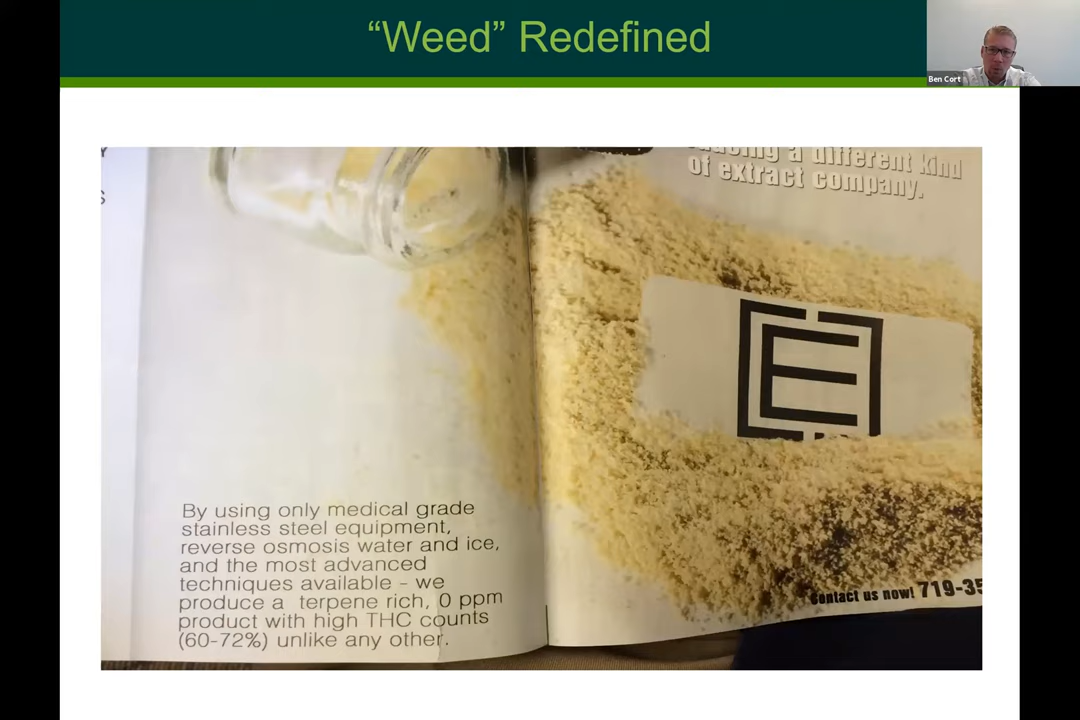 “Weed” Redefined
Ben Cort
a different kind
of extract company.
By using only medical grade
stainless steel equipment,
reverse osmosis water and ice,
and the most advanced
techniques available – we
produce a terpene rich, 0 ppm
product with high THC counts
(60-72%) unlike any other.
Contact us now! 719-35